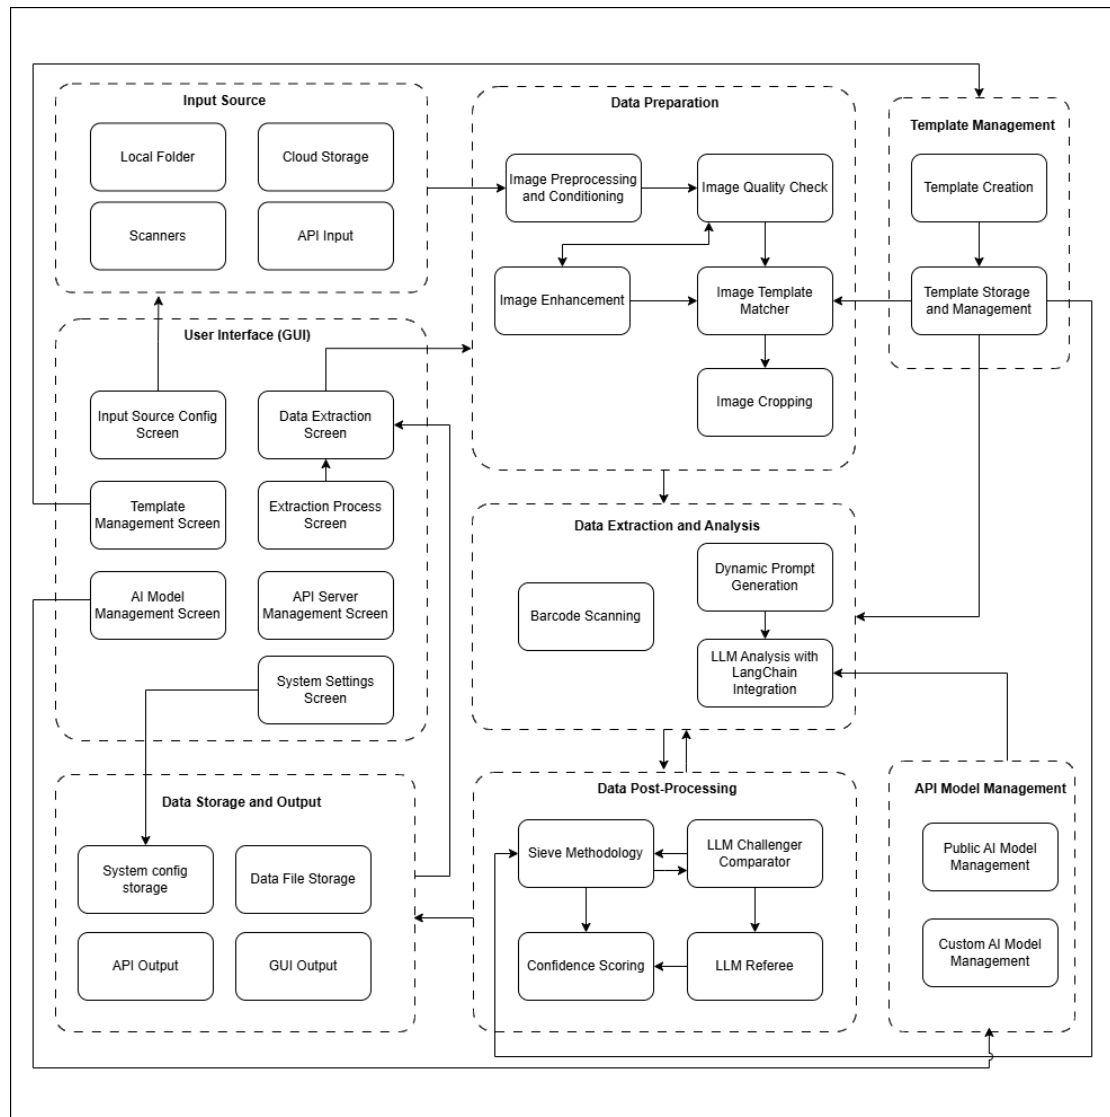 Input Source
Local Folder
Cloud Storage
Scanners
API Input
User Interface (GUI)
Input Source Config
Screen
Data Extraction
Screen
Template
Management Screen
Extraction Process
Screen
AI Model
Management Screen
API Server
Management Screen
System Settings
Screen
Data Storage and Output
System config
storage
Data File Storage
API Output
GUI Output
Data Preparation
Image Preprocessing
and Conditioning
Image Quality Check
Image Enhancement
Image Template
Matcher
Image Cropping
Data Extraction and Analysis
Barcode Scanning
Dynamic Prompt
Generation
LLM Analysis with
LangChain
Integration
Data Post-Processing
Sieve Methodology
LLM Challenger
Comparator
Confidence Scoring
LLM Referee
Template Management
Template Creation
Template Storage
and Management
API Model Management
Public AI Model
Management
Custom AI Model
Management